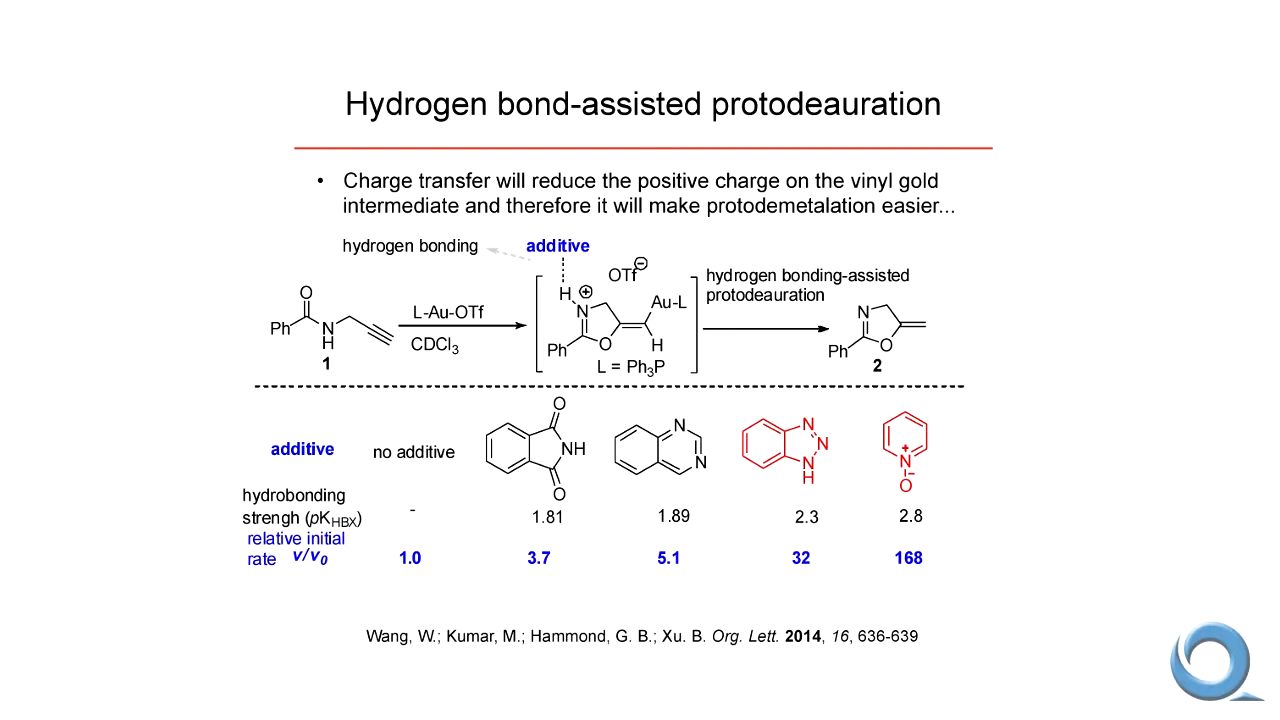 Hydrogen bond-assisted protodeauration
• Charge transfer will reduce the positive charge on the vinyl gold
intermediate and therefore it will make protodemetalation easier...
hydrogen bonding additive
OTf⊖
hydrogen bonding-assisted
protodeauration
O
Ph
N
H
1
L-Au-OTf
CDCl3
H
⊕
N
Au-L
Ph
O
H
L = Ph3P
N
Ph
O
2
additive no additive
O
NH
O
N
N
N
N
N
H
N
+
−
O
hydrobonding
strengh (pKHBX) - 1.81 1.89 2.3 2.8
relative initial
rate v/v0 1.0 3.7 5.1 32 168
Wang, W.; Kumar, M.; Hammond, G. B.; Xu. B. Org. Lett. 2014, 16, 636-639